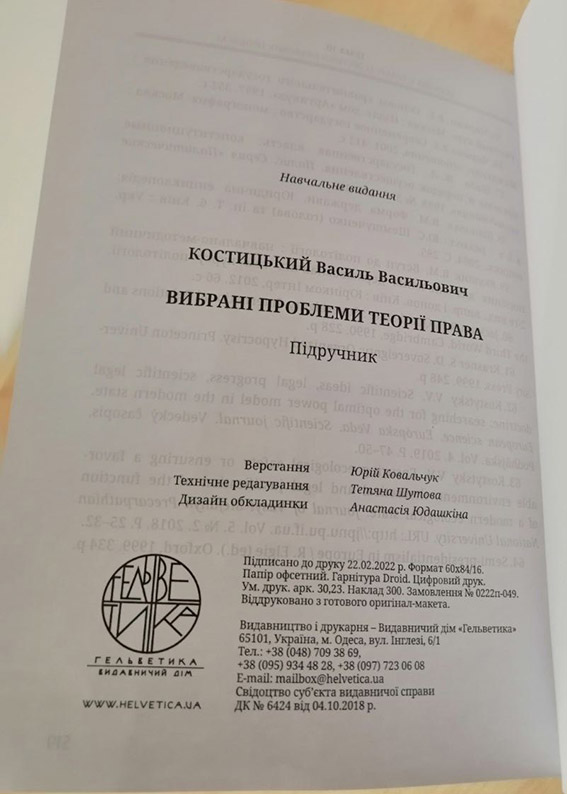 Навчальне видання
КОСТИЦЬКИЙ Василь Васильович
ВИБРАНІ ПРОБЛЕМИ ТЕОРІЇ ПРАВА
Підручник
Верстання Юрій Ковальчук
Технічне редагування Тетяна Шутова
Дизайн обкладинки Анастасія Юдашкіна
ГЕЛЬВЕТИКА
ГЕЛЬВЕТИКА
ВИДАВНИЧИЙ ДІМ
WWW.HELVETICA.UA
Підписано до друку 22.02.2022 р. Формат 60х84/16.
Папір офсетний. Гарнітура Droid. Цифровий друк.
Ум. друк. арк. 30,23. Наклад 300. Замовлення № 0222п-049.
Віддруковано з готового оригінал-макета.
Видавництво і друкарня – Видавничий дім «Гельветика»
65101, Україна, м. Одеса, вул. Інглезі, 6/1
Тел.: +38 (048) 709 38 69,
+38 (095) 934 48 28, +38 (097) 723 06 08
E-mail: mailbox@helvetica.ua
Свідоцтво суб’єкта видавничої справи
ДК № 6424 від 04.10.2018 р.